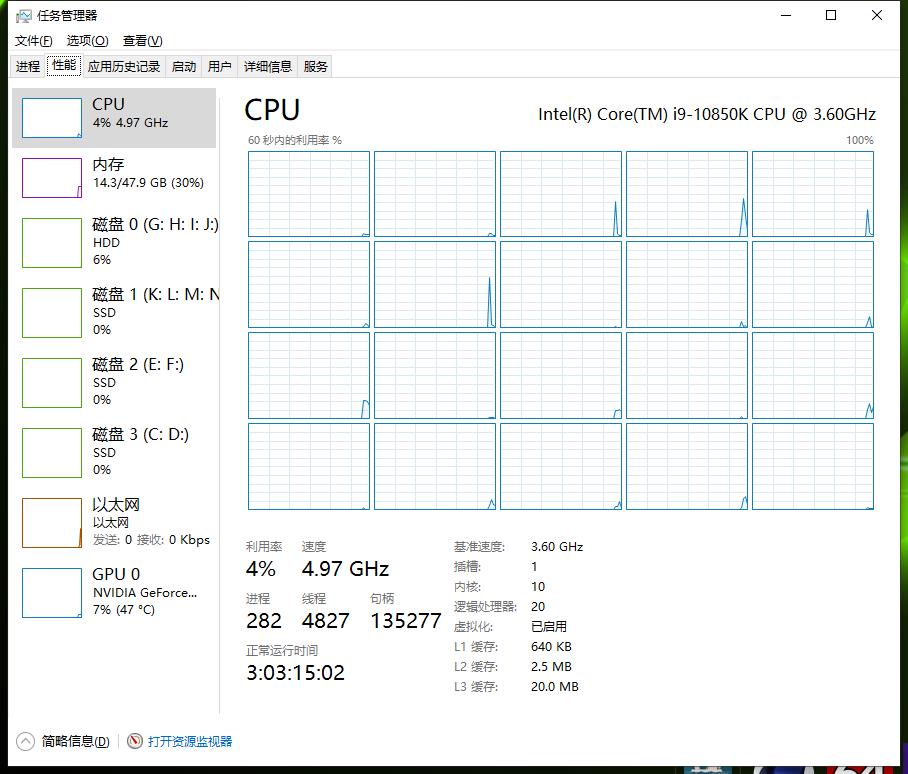 任务管理器
文件(F) 选项(O) 查看(V)
进程 性能 应用历史记录 启动 用户 详细信息 服务
CPU
4% 4.97 GHz
内存
14.3/47.9 GB (30%)
磁盘 0 (G: H: I: J:)
HDD
6%
磁盘 1 (K: L: M: N
SSD
0%
磁盘 2 (E: F:)
SSD
0%
磁盘 3 (C: D:)
SSD
0%
以太网
以太网
发送: 0 接收: 0 Kbps
GPU 0
NVIDIA GeForce...
7% (47 °C)
CPU
Intel(R) Core(TM) i9-10850K CPU @ 3.60GHz
60 秒内的利用率 %
100%
利用率 速度
4% 4.97 GHz
进程 线程 句柄
282 4827 135277
正常运行时间
3:03:15:02
基准速度: 3.60 GHz
插槽: 1
内核: 10
逻辑处理器: 20
虚拟化: 已启用
L1 缓存: 640 KB
L2 缓存: 2.5 MB
L3 缓存: 20.0 MB
简略信息(D) 打开资源监视器